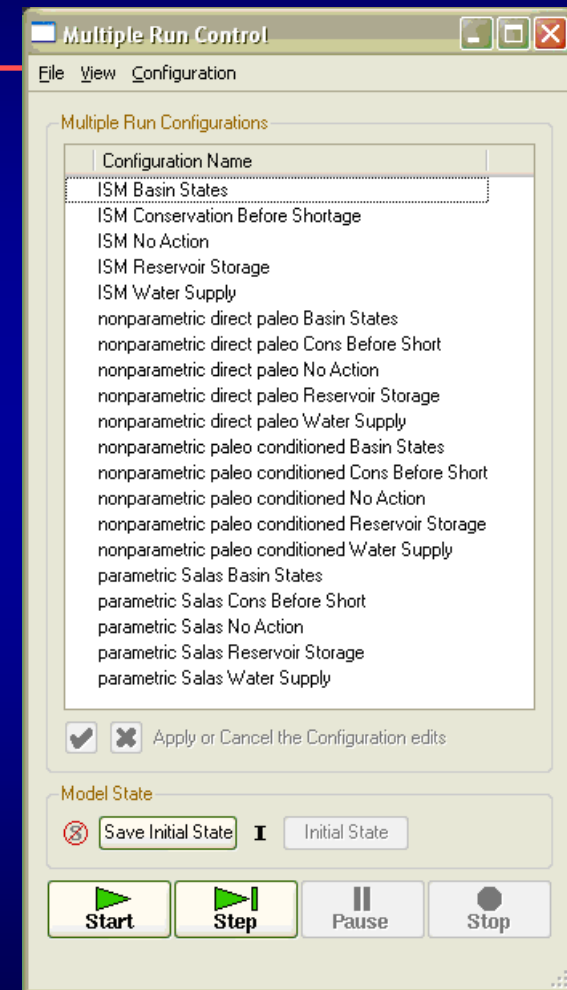 Multiple Run Control
File View Configuration
Multiple Run Configurations
Configuration Name
ISM Basin States
ISM Conservation Before Shortage
ISM No Action
ISM Reservoir Storage
ISM Water Supply
nonparametric direct paleo Basin States
nonparametric direct paleo Cons Before Short
nonparametric direct paleo No Action
nonparametric direct paleo Reservoir Storage
nonparametric direct paleo Water Supply
nonparametric paleo conditioned Basin States
nonparametric paleo conditioned Cons Before Short
nonparametric paleo conditioned No Action
nonparametric paleo conditioned Reservoir Storage
nonparametric paleo conditioned Water Supply
parametric Salas Basin States
parametric Salas Cons Before Short
parametric Salas No Action
parametric Salas Reservoir Storage
parametric Salas Water Supply
Apply or Cancel the Configuration edits
Model State
S Save Initial State I Initial State
Start Step Pause Stop